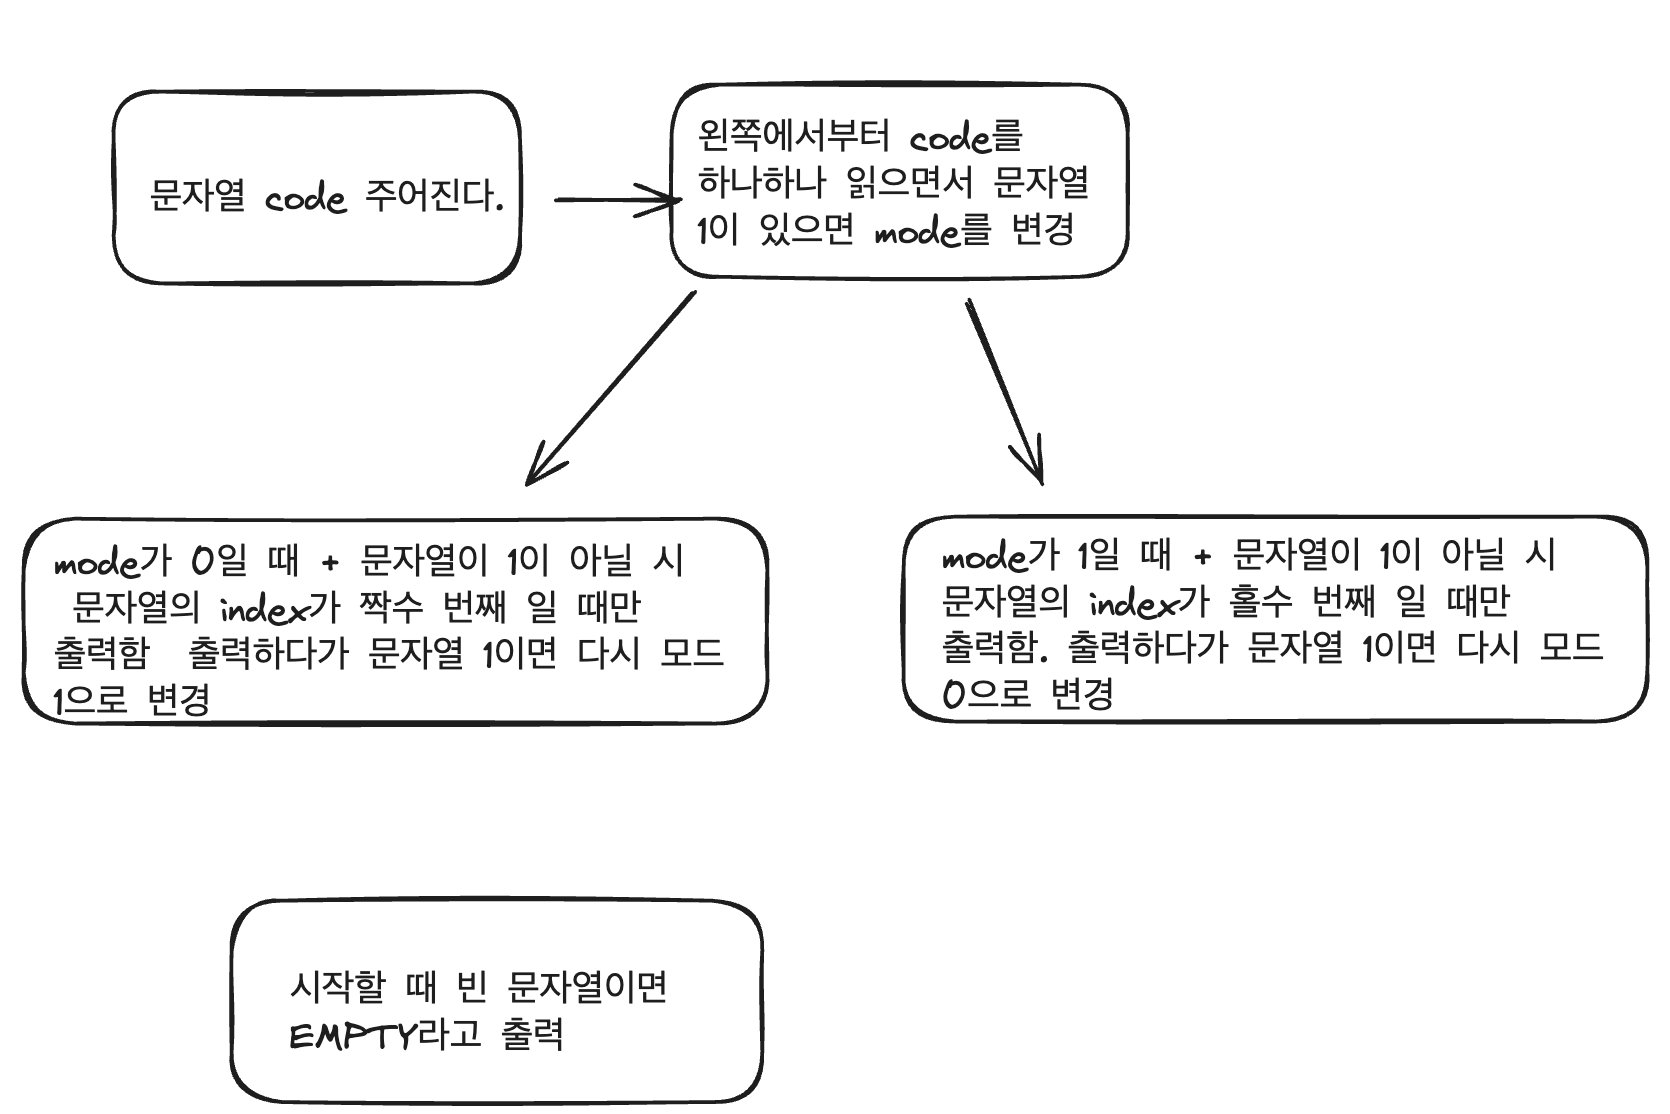 문자열 code 주어진다.
왼쪽에서부터 code를
하나하나 읽으면서 문자열
1이 있으면 mode를 변경
mode가 0일 때 + 문자열이 1이 아닐 시
문자열의 index가 짝수 번째 일 때만
출력함 출력하다가 문자열 1이면 다시 모드
1으로 변경
mode가 1일 때 + 문자열이 1이 아닐 시
문자열의 index가 홀수 번째 일 때만
출력함. 출력하다가 문자열 1이면 다시 모드
0으로 변경
시작할 때 빈 문자열이면
EMPTY라고 출력